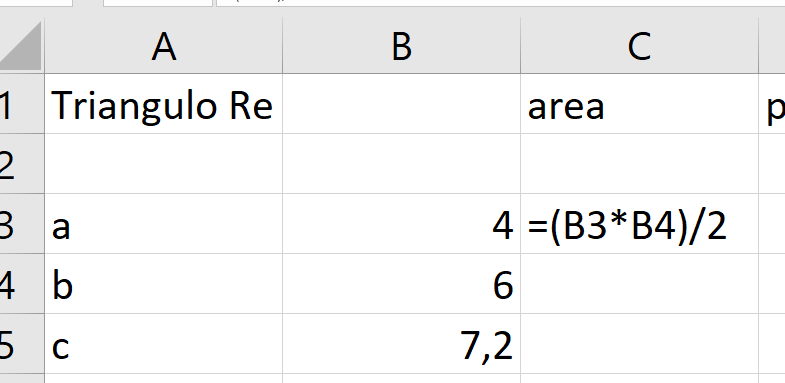 A B C
1 Triangulo Re area p
2
3 a 4 =(B3*B4)/2
4 b 6
5 c 7,2